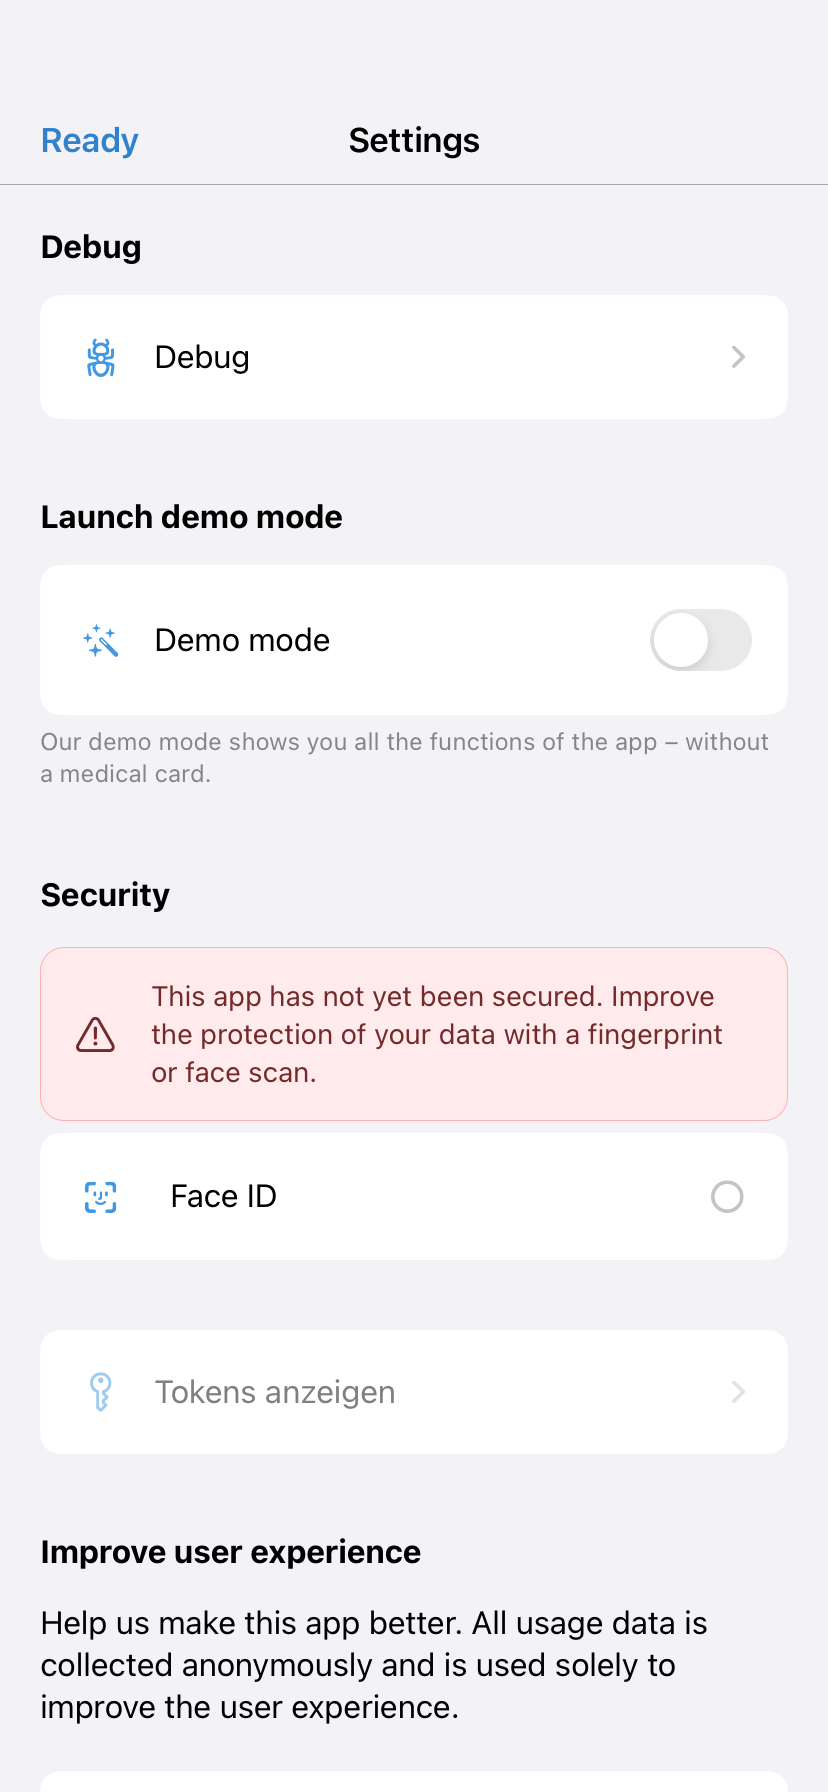 Ready
Settings
Debug
Debug
Launch demo mode
Demo mode
Our demo mode shows you all the functions of the app – without
a medical card.
Security
This app has not yet been secured. Improve
the protection of your data with a fingerprint
or face scan.
Face ID
Tokens anzeigen
Improve user experience
Help us make this app better. All usage data is
collected anonymously and is used solely to
improve the user experience.